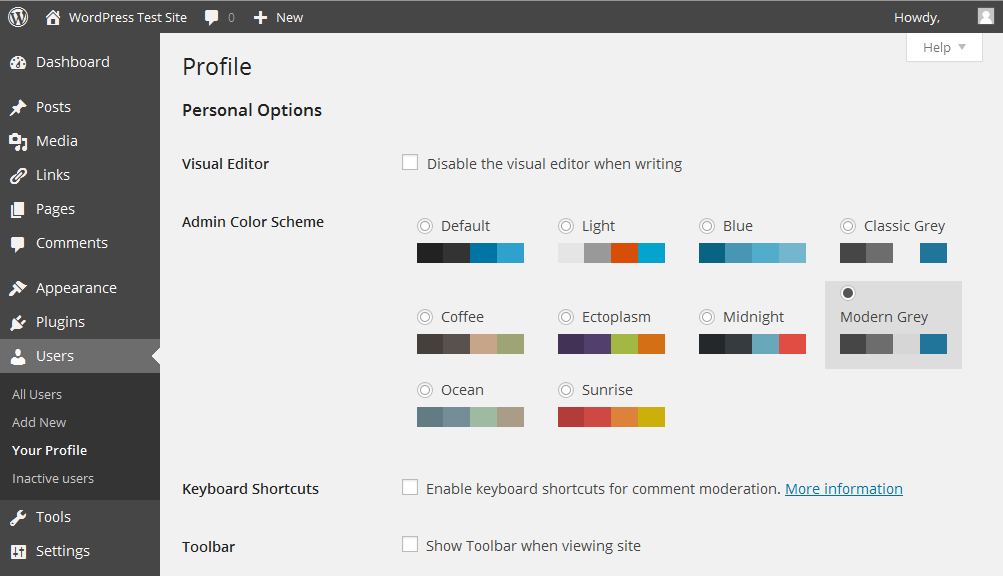 WordPress Test Site 0 New Howdy,
Help
Dashboard
Posts
Media
Links
Pages
Comments
Appearance
Plugins
Users
All Users
Add New
Your Profile
Inactive users
Tools
Settings
Profile
Personal Options
Visual Editor Disable the visual editor when writing
Admin Color Scheme
Default Light Blue Classic Grey
Coffee Ectoplasm Midnight Modern Grey
Ocean Sunrise
Keyboard Shortcuts Enable keyboard shortcuts for comment moderation. More information
Toolbar Show Toolbar when viewing site